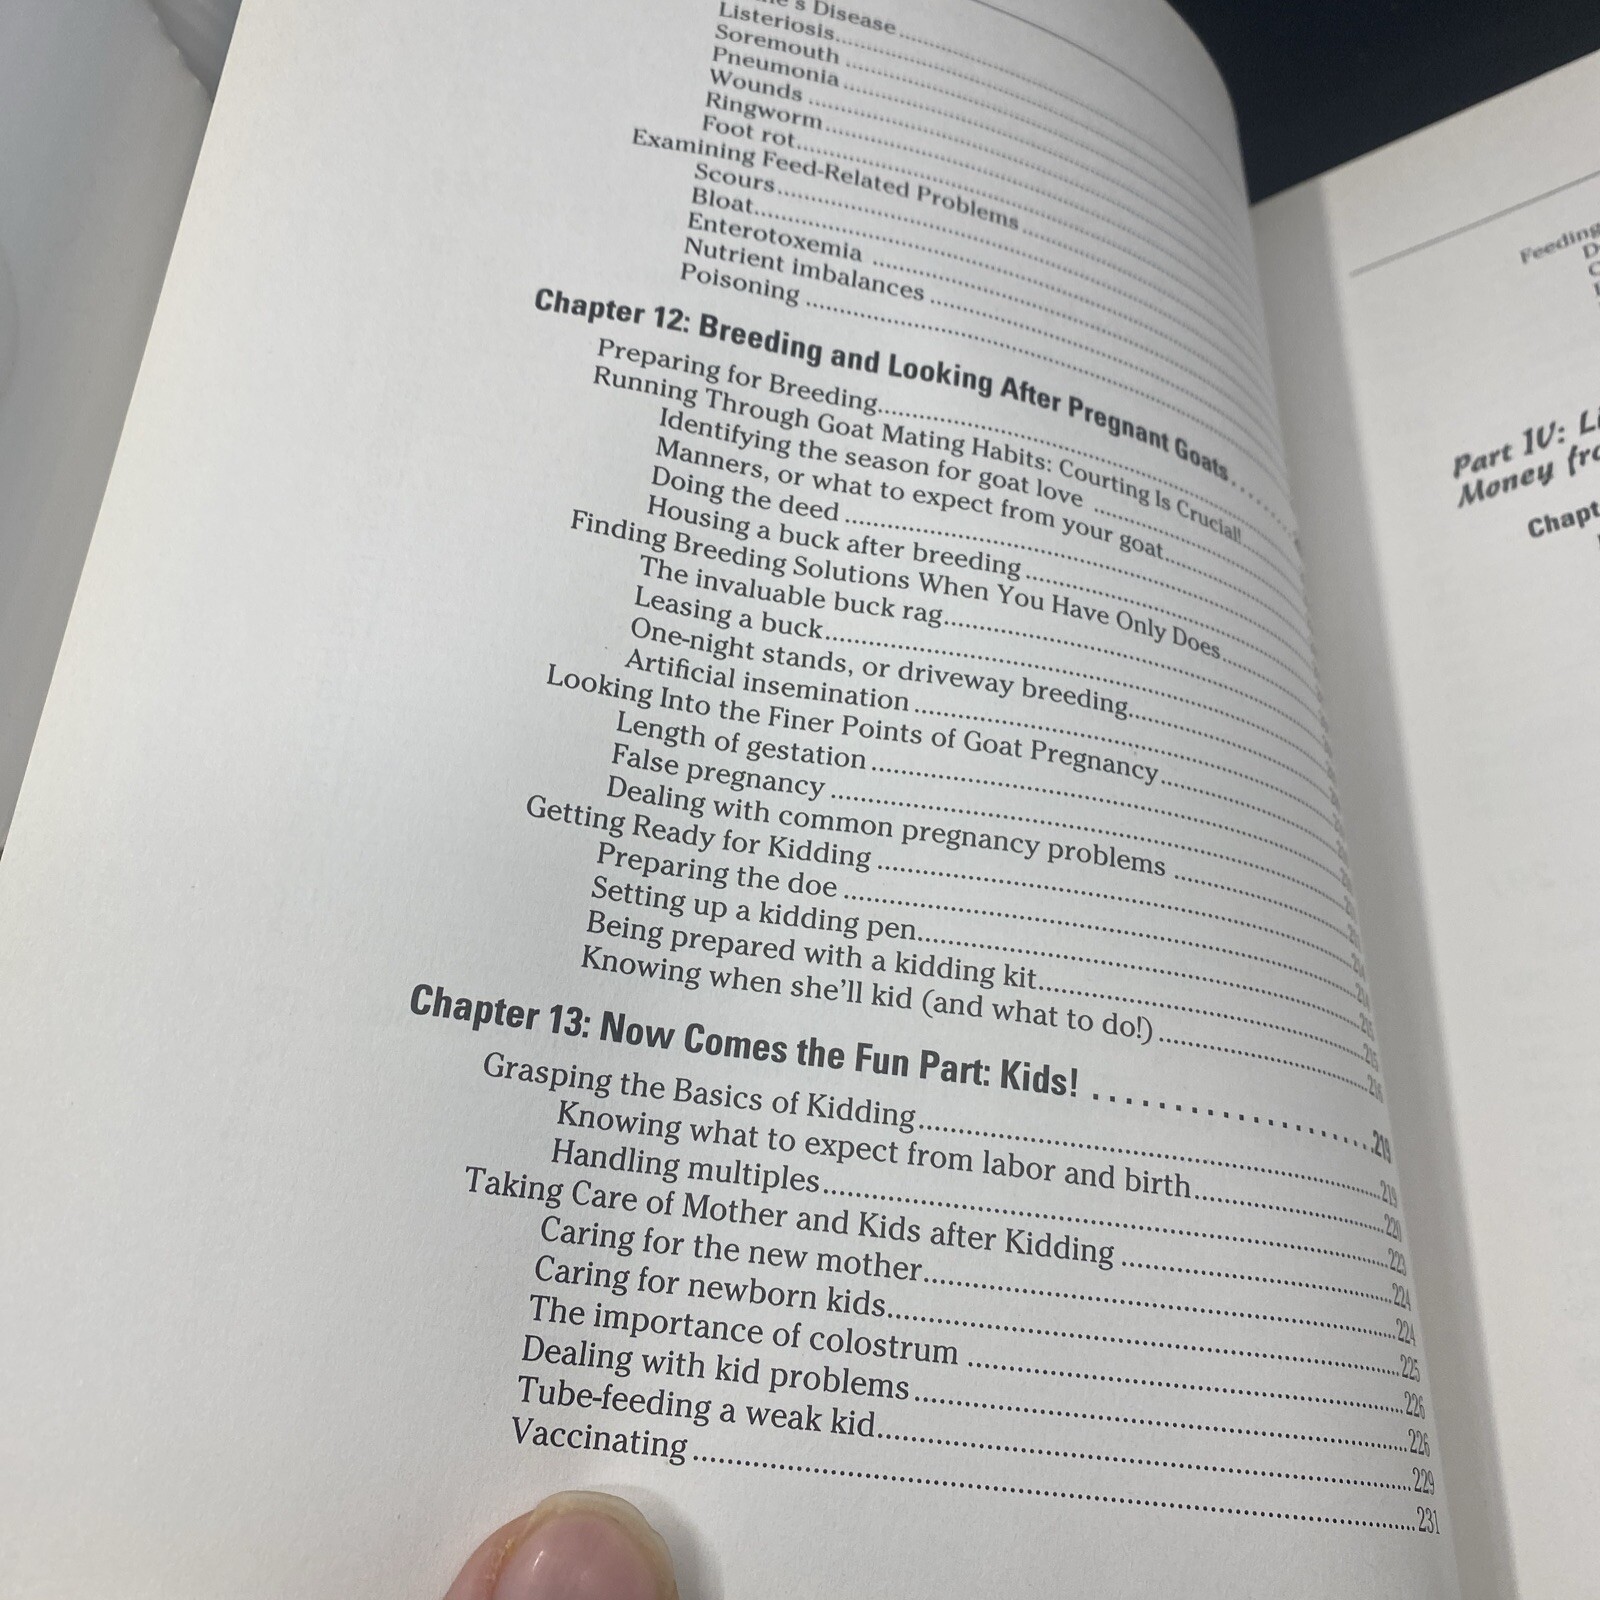 's Disease
Listeriosis
Soremouth
Pneumonia
Wounds
Ringworm
Foot rot
Examining Feed-Related Problems
Scours
Bloat
Enterotoxemia
Nutrient imbalances
Poisoning
Chapter 12: Breeding and Looking After Pregnant Goats
Preparing for Breeding
Running Through Goat Mating Habits: Courting Is Crucial!
Identifying the season for goat love
Manners, or what to expect from your goat
Doing the deed
Housing a buck after breeding
Finding Breeding Solutions When You Have Only Does
The invaluable buck rag
Leasing a buck
One-night stands, or driveway breeding
Artificial insemination
Looking Into the Finer Points of Goat Pregnancy
Length of gestation
False pregnancy
Dealing with common pregnancy problems
Getting Ready for Kidding
Preparing the doe
Setting up a kidding pen
Being prepared with a kidding kit
Knowing when she'll kid (and what to do!) 216
Chapter 13: Now Comes the Fun Part: Kids! 219
Grasping the Basics of Kidding 219
Knowing what to expect from labor and birth 220
Handling multiples 223
Taking Care of Mother and Kids after Kidding 224
Caring for the new mother 224
Caring for newborn kids 225
The importance of colostrum 226
Dealing with kid problems 226
Tube-feeding a weak kid 229
Vaccinating 231
Feeding
Part IV:
Money